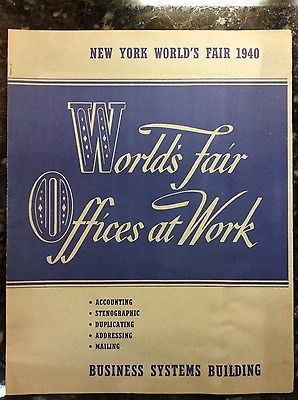 NEW YORK WORLD'S FAIR 1940
World's Fair
Offices at Work
• ACCOUNTING
• STENOGRAPHIC
• DUPLICATING
• ADDRESSING
• MAILING
BUSINESS SYSTEMS BUILDING